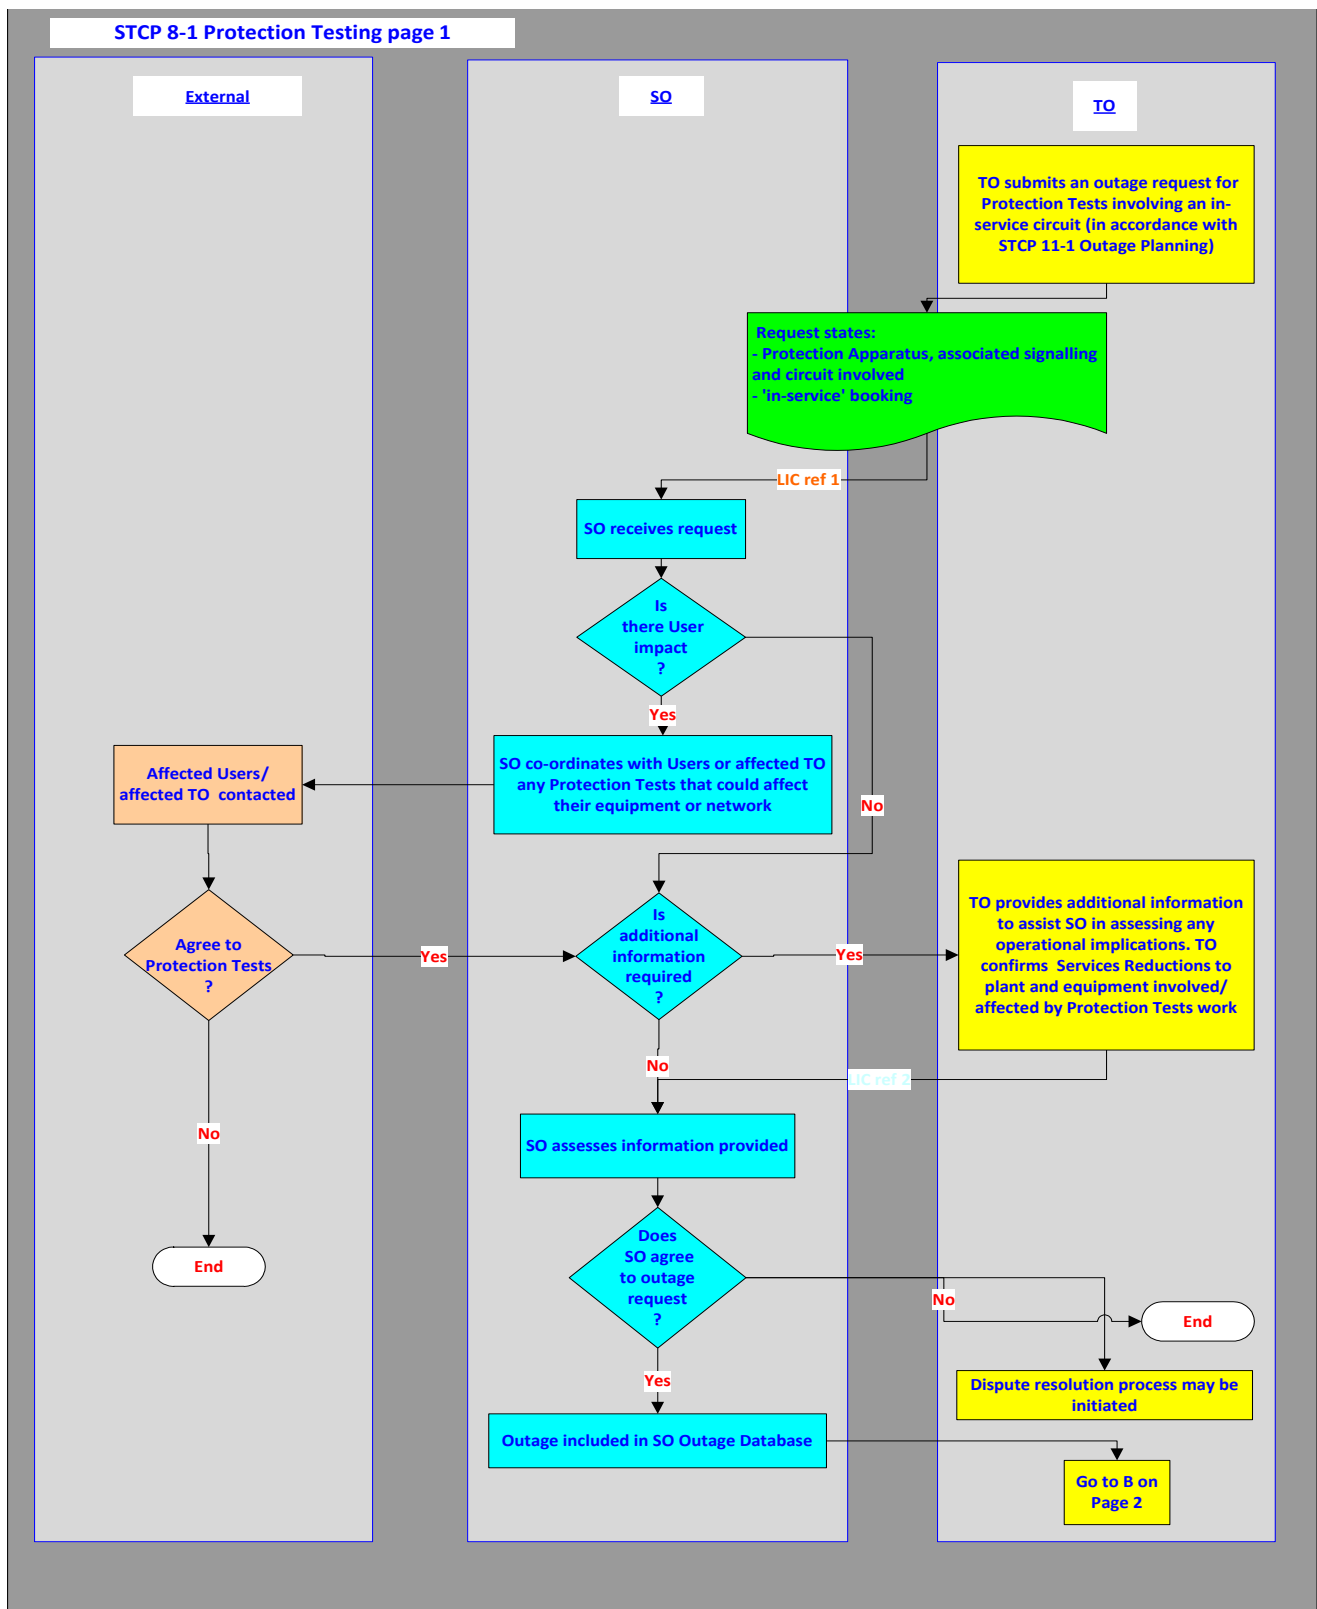 STCP 8-1 Protection Testing page 1
External
SO
TO
TO submits an outage request for
Protection Tests involving an in-
service circuit (in accordance with
STCP 11-1 Outage Planning)
Request states:
- Protection Apparatus, associated signalling
and circuit involved
- 'in-service' booking
LIC ref 1
SO receives request
Is
there User
impact
?
Yes
No
SO co-ordinates with Users or affected TO
any Protection Tests that could affect
their equipment or network
Affected Users/
affected TO contacted
Agree to
Protection Tests
?
Yes
No
End
Is
additional
information
required
?
Yes
No
TO provides additional information
to assist SO in assessing any
operational implications. TO
confirms Services Reductions to
plant and equipment involved/
affected by Protection Tests work
LIC ref 2
SO assesses information provided
Does
SO agree
to outage
request
?
No
End
Dispute resolution process may be
initiated
Yes
Outage included in SO Outage Database
Go to B on
Page 2